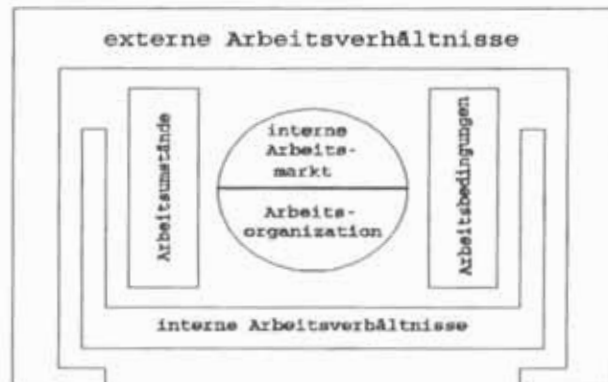 externe Arbeitsverhältnisse
Arbeitsumstände
interne
Arbeits-
markt
Arbeits-
organization
Arbeitsbedingungen
interne Arbeitsverhältnisse